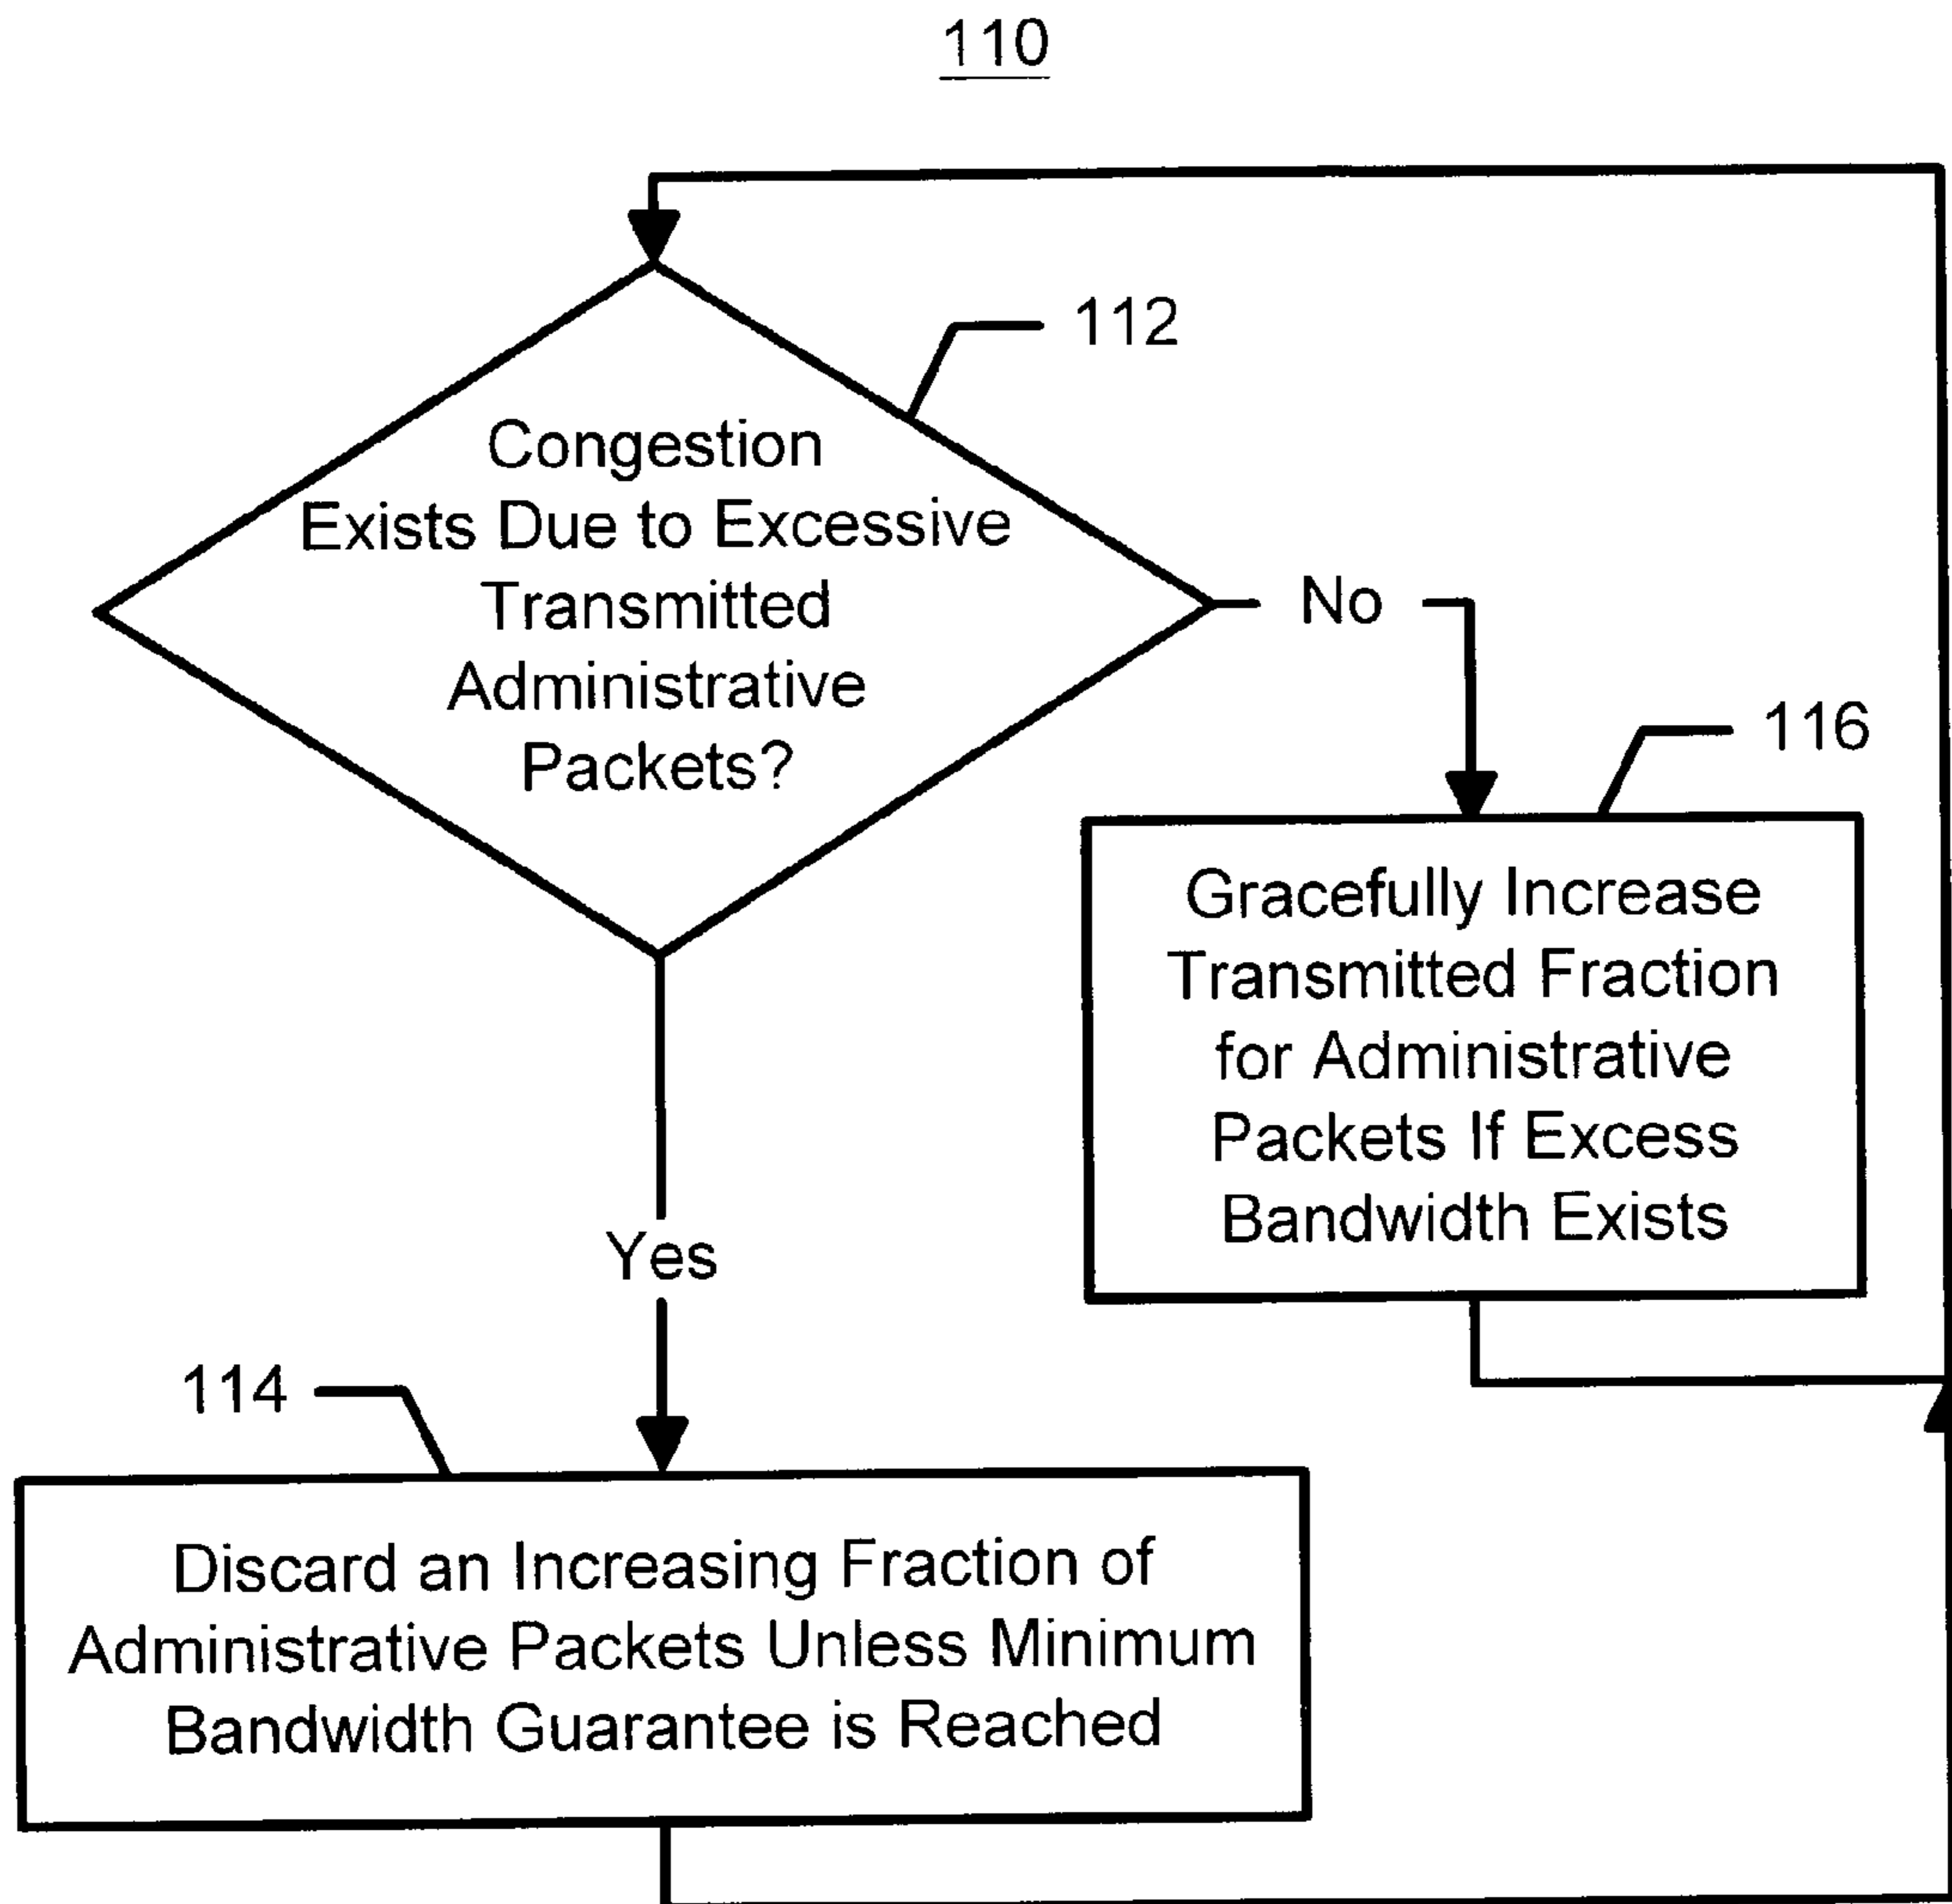 110
112
Congestion
Exists Due to Excessive
Transmitted
Administrative
Packets?
No
116
Gracefully Increase
Transmitted Fraction
for Administrative
Packets If Excess
Bandwidth Exists
Yes
114
Discard an Increasing Fraction of
Administrative Packets Unless Minimum
Bandwidth Guarantee is Reached